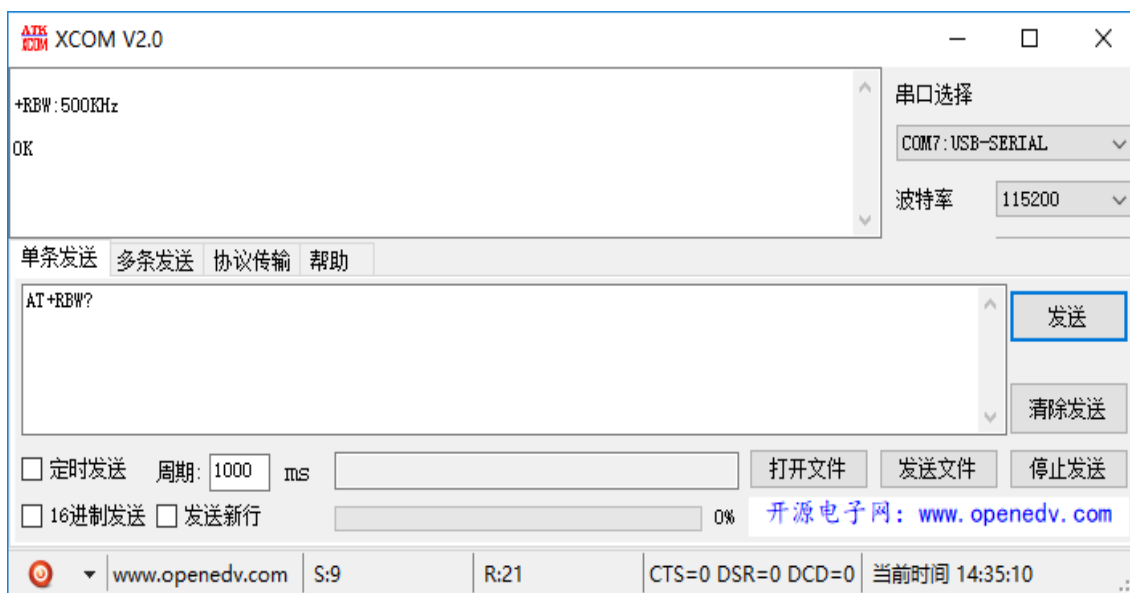 ATK XCOM XCOM V2.0
+RBW:500KHz
OK
串口选择
COM7:USB-SERIAL
波特率 115200
单条发送 多条发送 协议传输 帮助
AT+RBW?
发送
清除发送
定时发送 周期: 1000 ms 打开文件 发送文件 停止发送
16进制发送 发送新行 0% 开源电子网: www.openedv.com
www.openedv.com S:9 R:21 CTS=0 DSR=0 DCD=0 当前时间 14:35:10